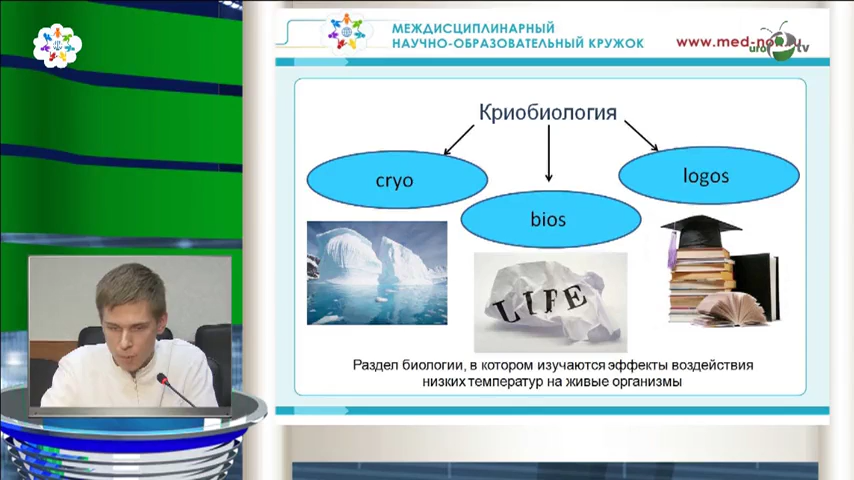 МЕЖДИСЦИПЛИНАРНЫЙ
НАУЧНО-ОБРАЗОВАТЕЛЬНЫЙ КРУЖОК
Криобиология
cryo
logos
bios
LIFE
Раздел биологии, в котором изучаются эффекты воздействия
низких температур на живые организмы